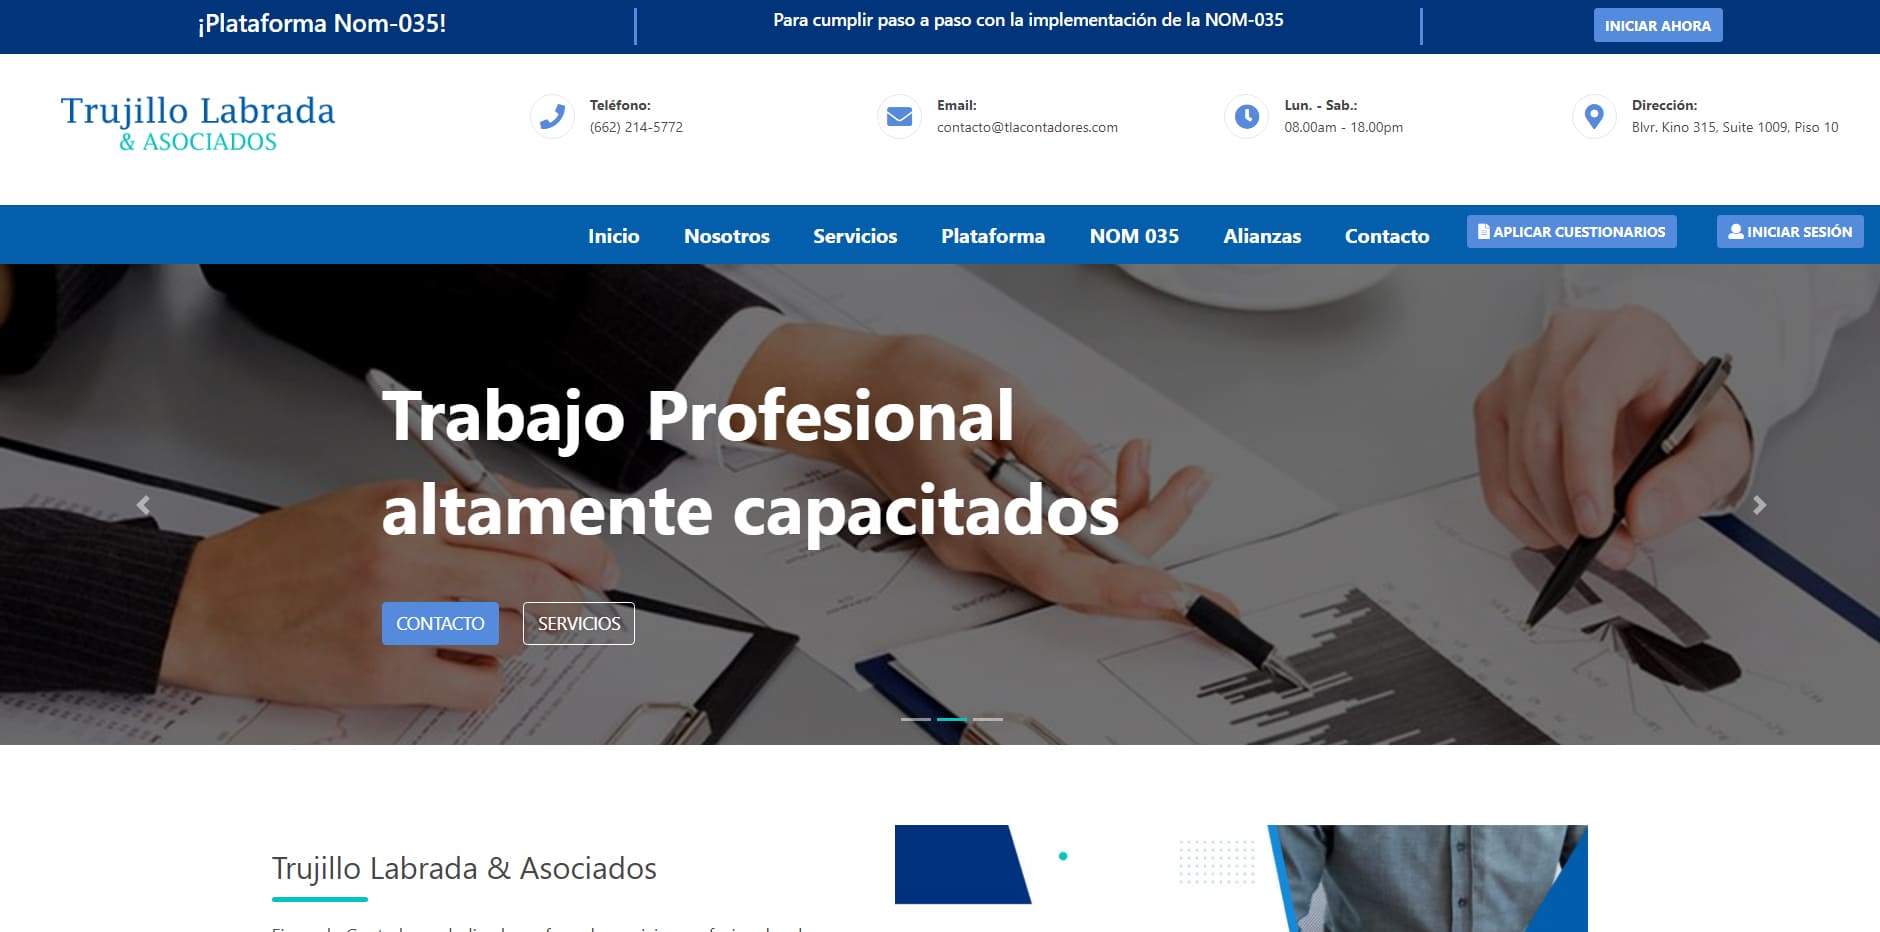 ¡Plataforma Nom-035!
Para cumplir paso a paso con la implementación de la NOM-035
INICIAR AHORA
Trujillo Labrada
& ASOCIADOS
Teléfono:
(662) 214-5772
Email:
contacto@tlacontadores.com
Lun. - Sab.:
08.00am - 18.00pm
Dirección:
Blvr. Kino 315, Suite 1009, Piso 10
Inicio
Nosotros
Servicios
Plataforma
NOM 035
Alianzas
Contacto
APLICAR CUESTIONARIOS
INICIAR SESIÓN
Trabajo Profesional
altamente capacitados
CONTACTO
SERVICIOS
Trujillo Labrada & Asociados